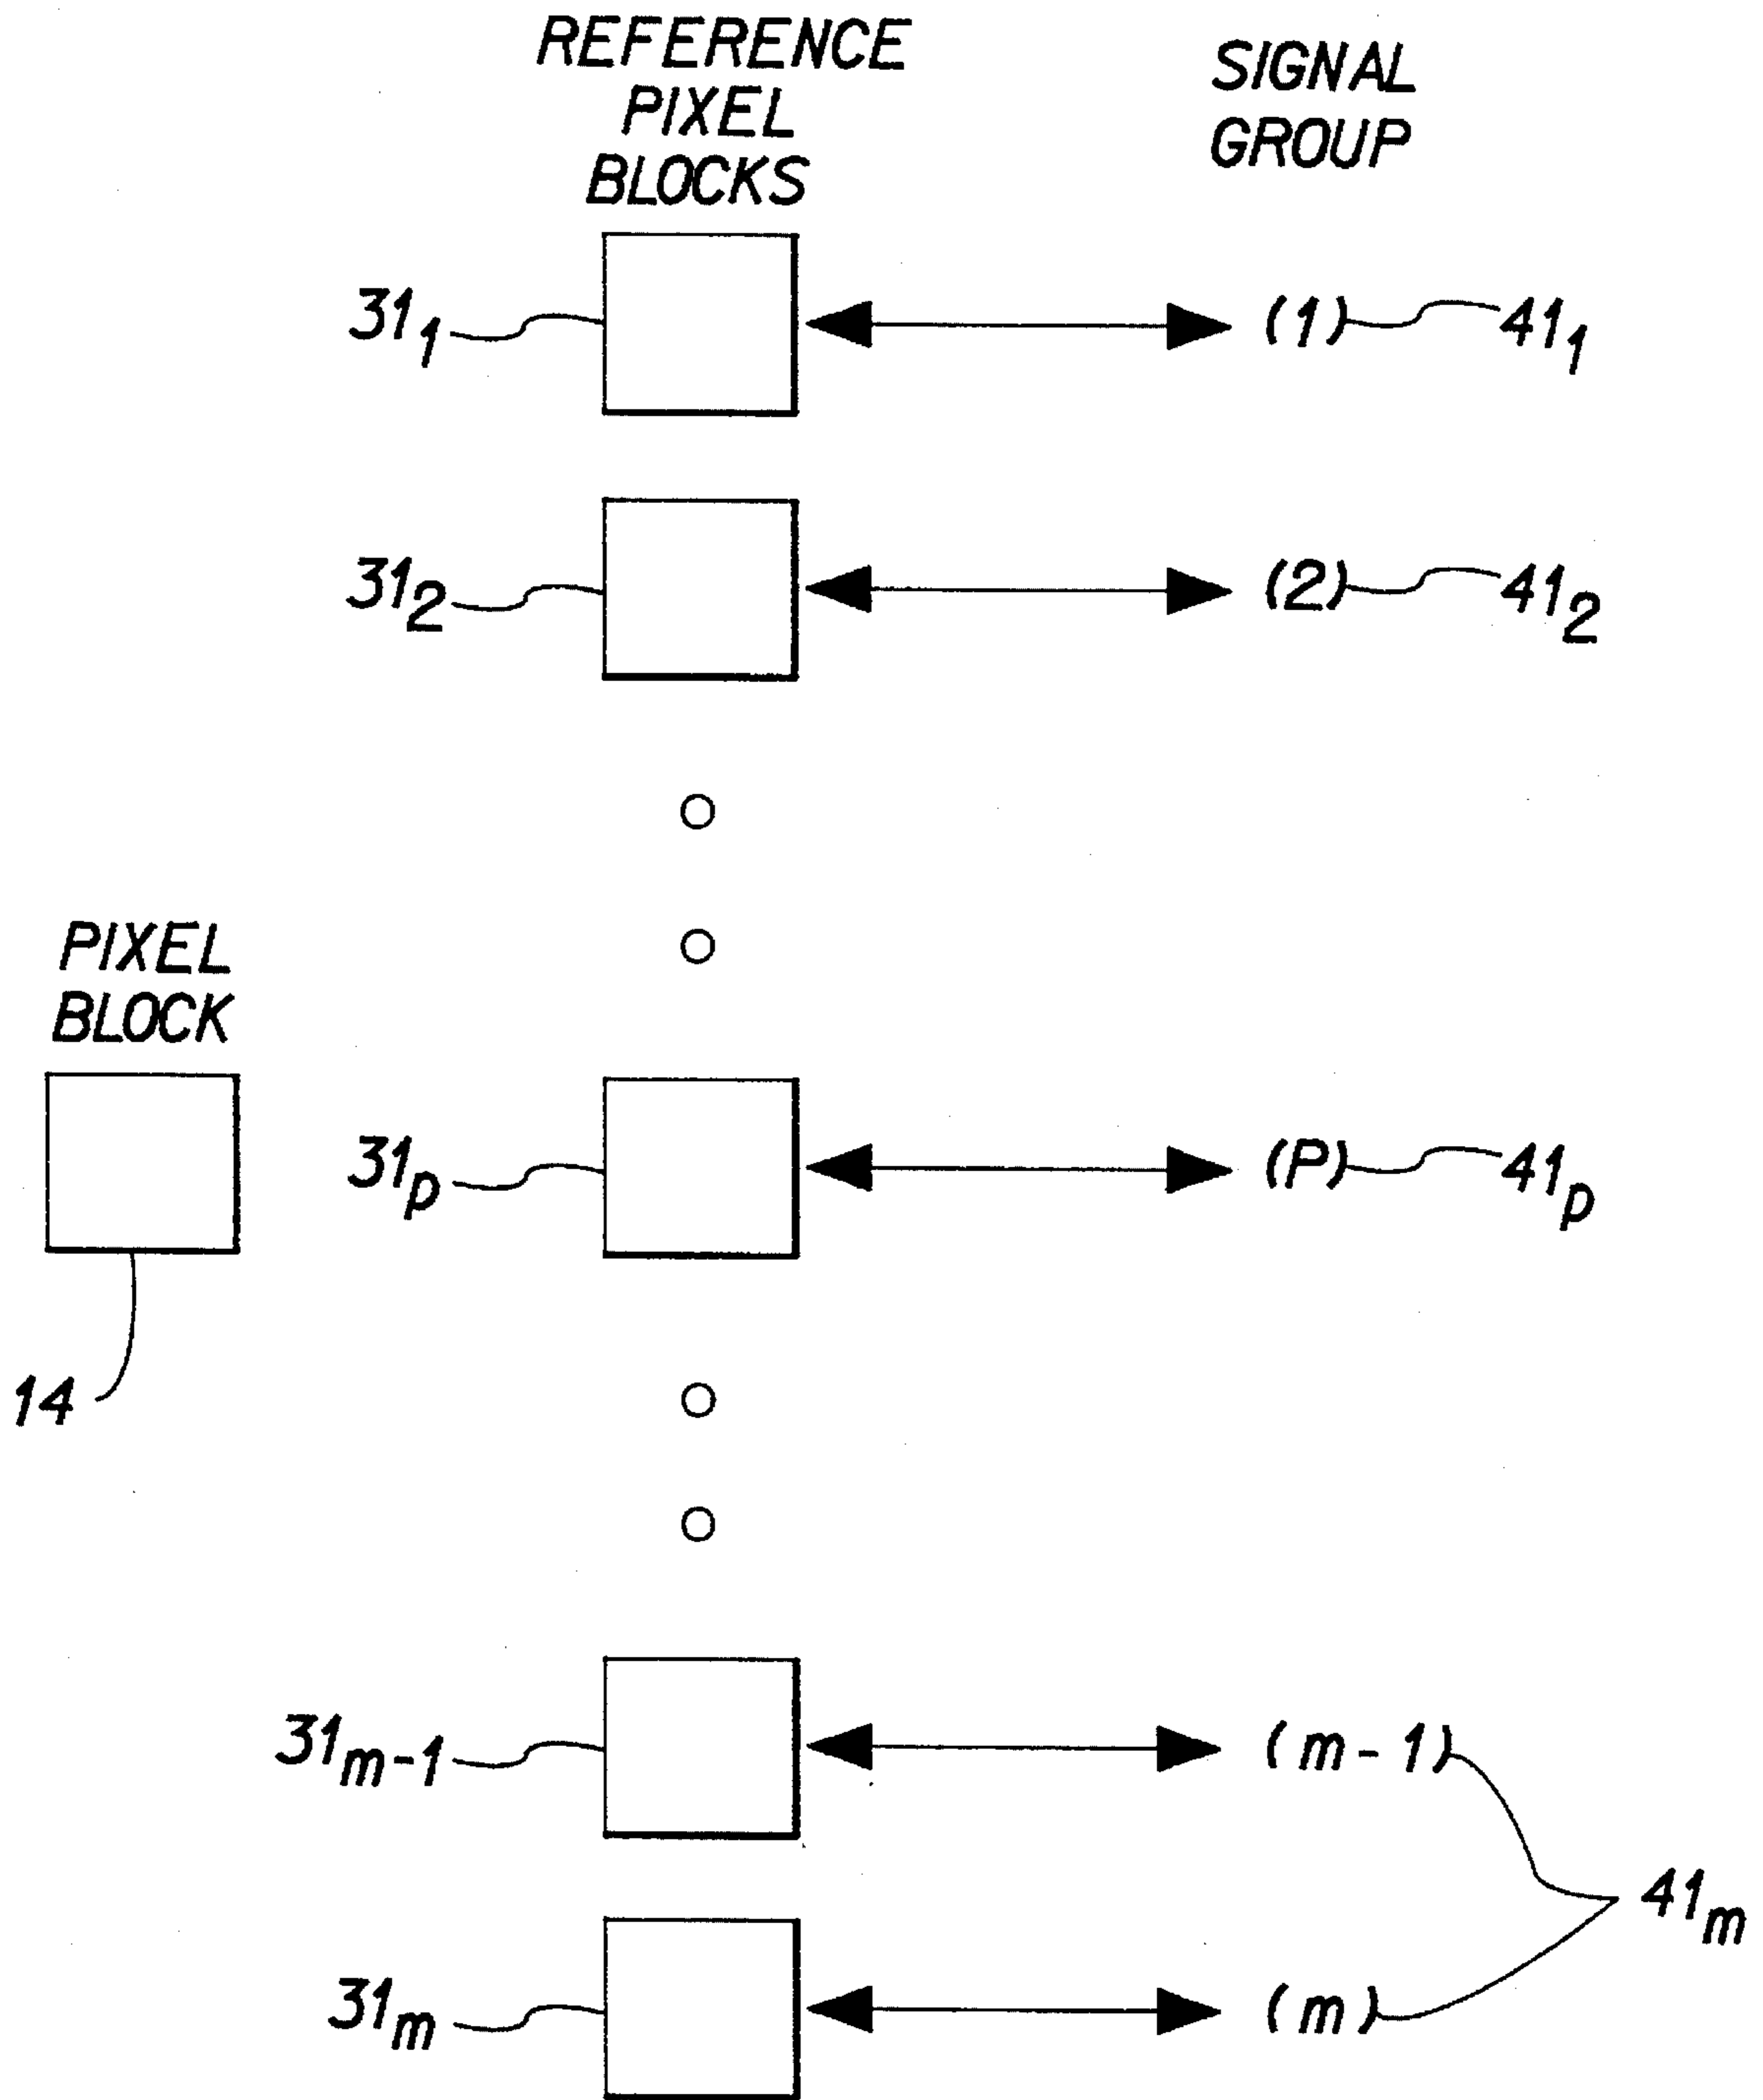 REFERENCE
PIXEL
BLOCKS
SIGNAL
GROUP
31₁ (1) 41₁
31₂ (2) 41₂
PIXEL
BLOCK
31ₚ (P) 41ₚ
14
31ₘ₋₁ (m-1)
41ₘ
31ₘ (m)